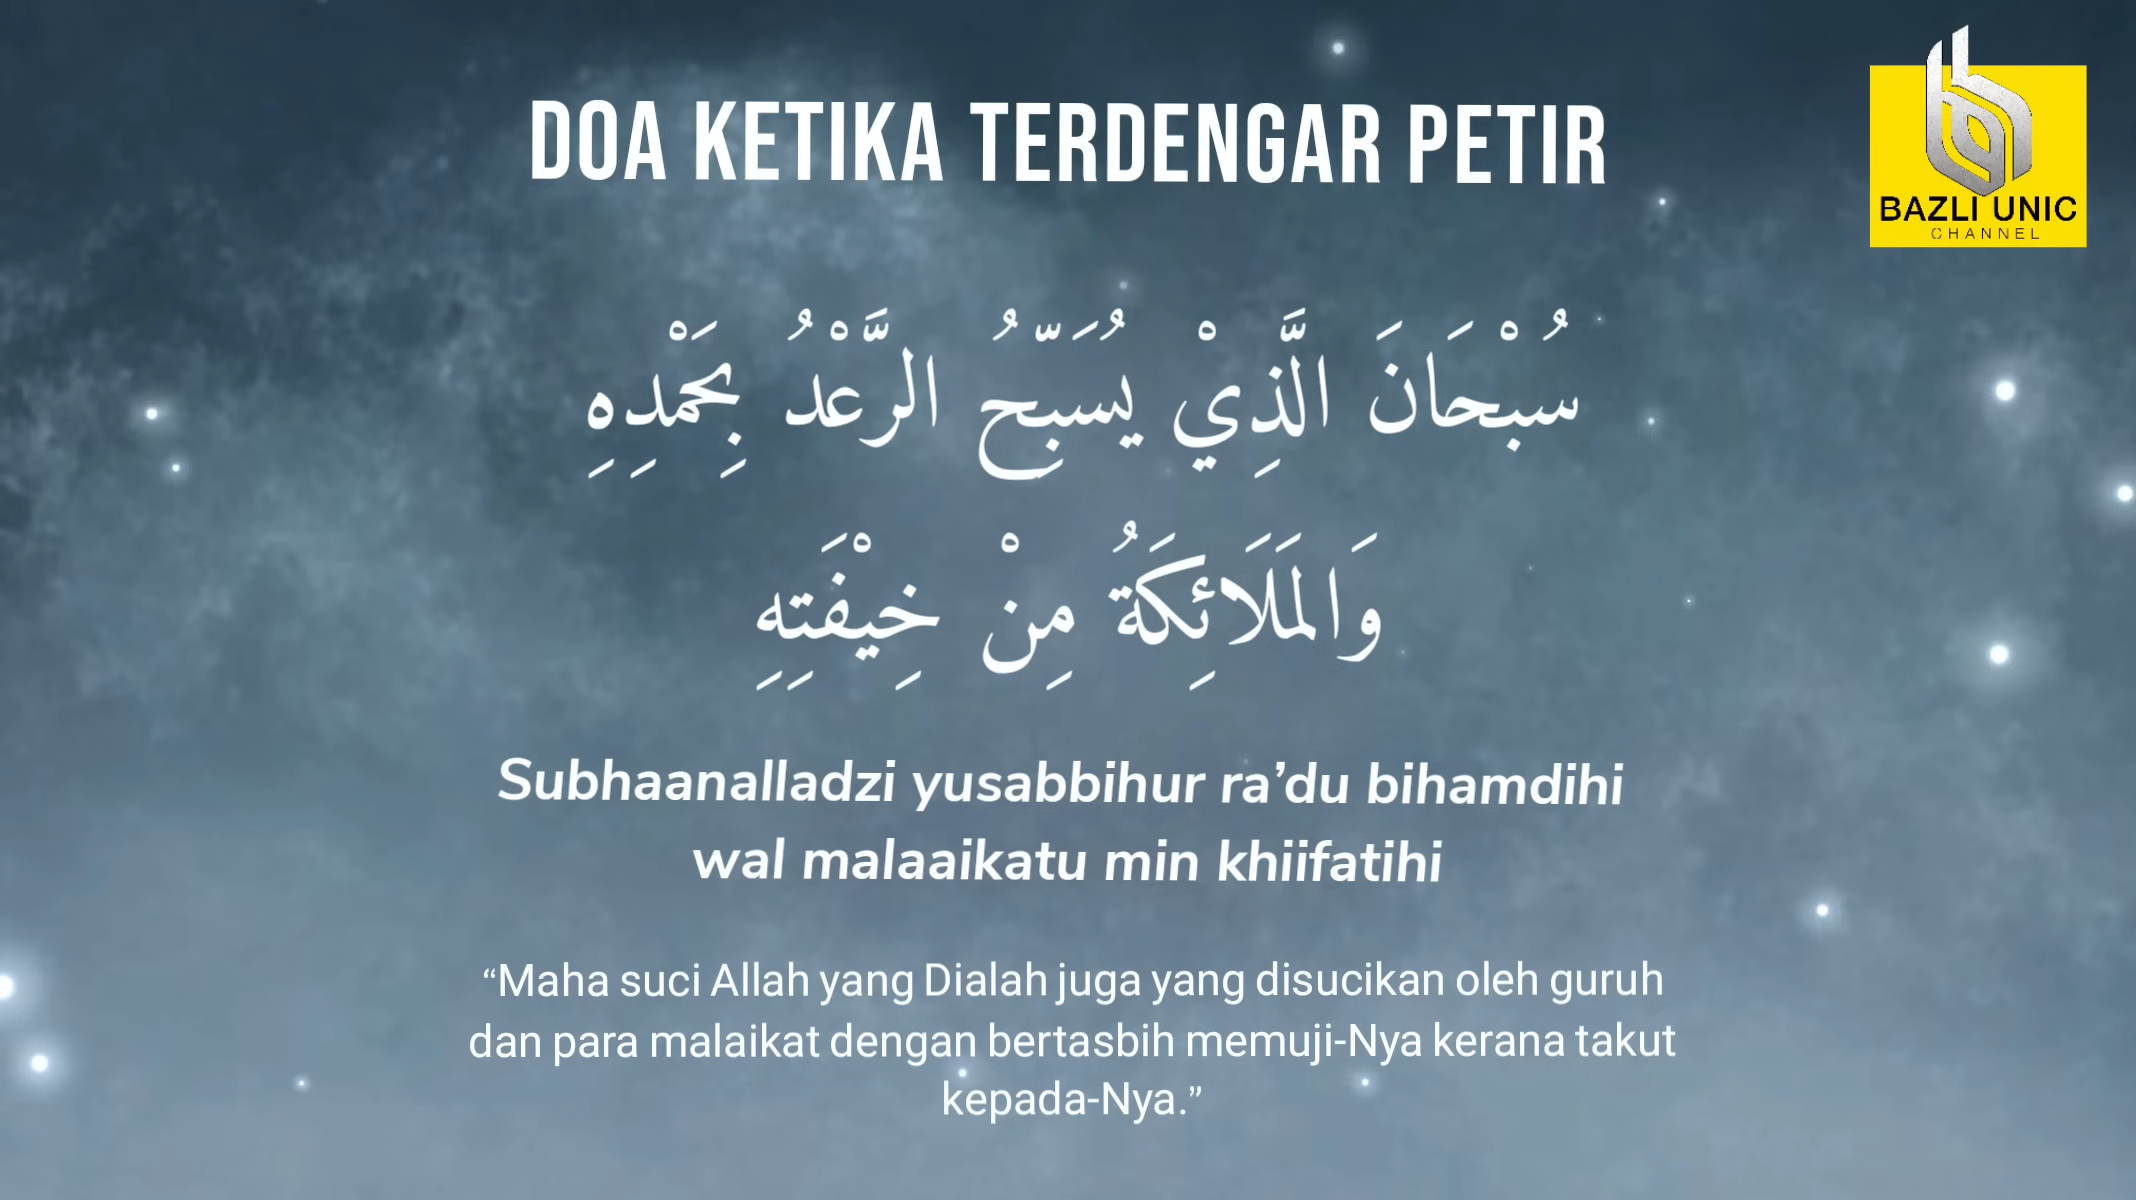 DOA KETIKA TERDENGAR PETIR
BAZLI UNIC
CHANNEL
سُبْحَانَ الَّذِيْ يُسَبِّحُ الرَّعْدُ بِحَمْدِهِ
وَالمَلَائِكَةُ مِنْ خِيْفَتِهِ
Subhaanalladzi yusabbihur ra’du bihamdihi
wal malaaikatu min khiifatihi
“Maha suci Allah yang Dialah juga yang disucikan oleh guruh
dan para malaikat dengan bertasbih memuji-Nya kerana takut
kepada-Nya.”